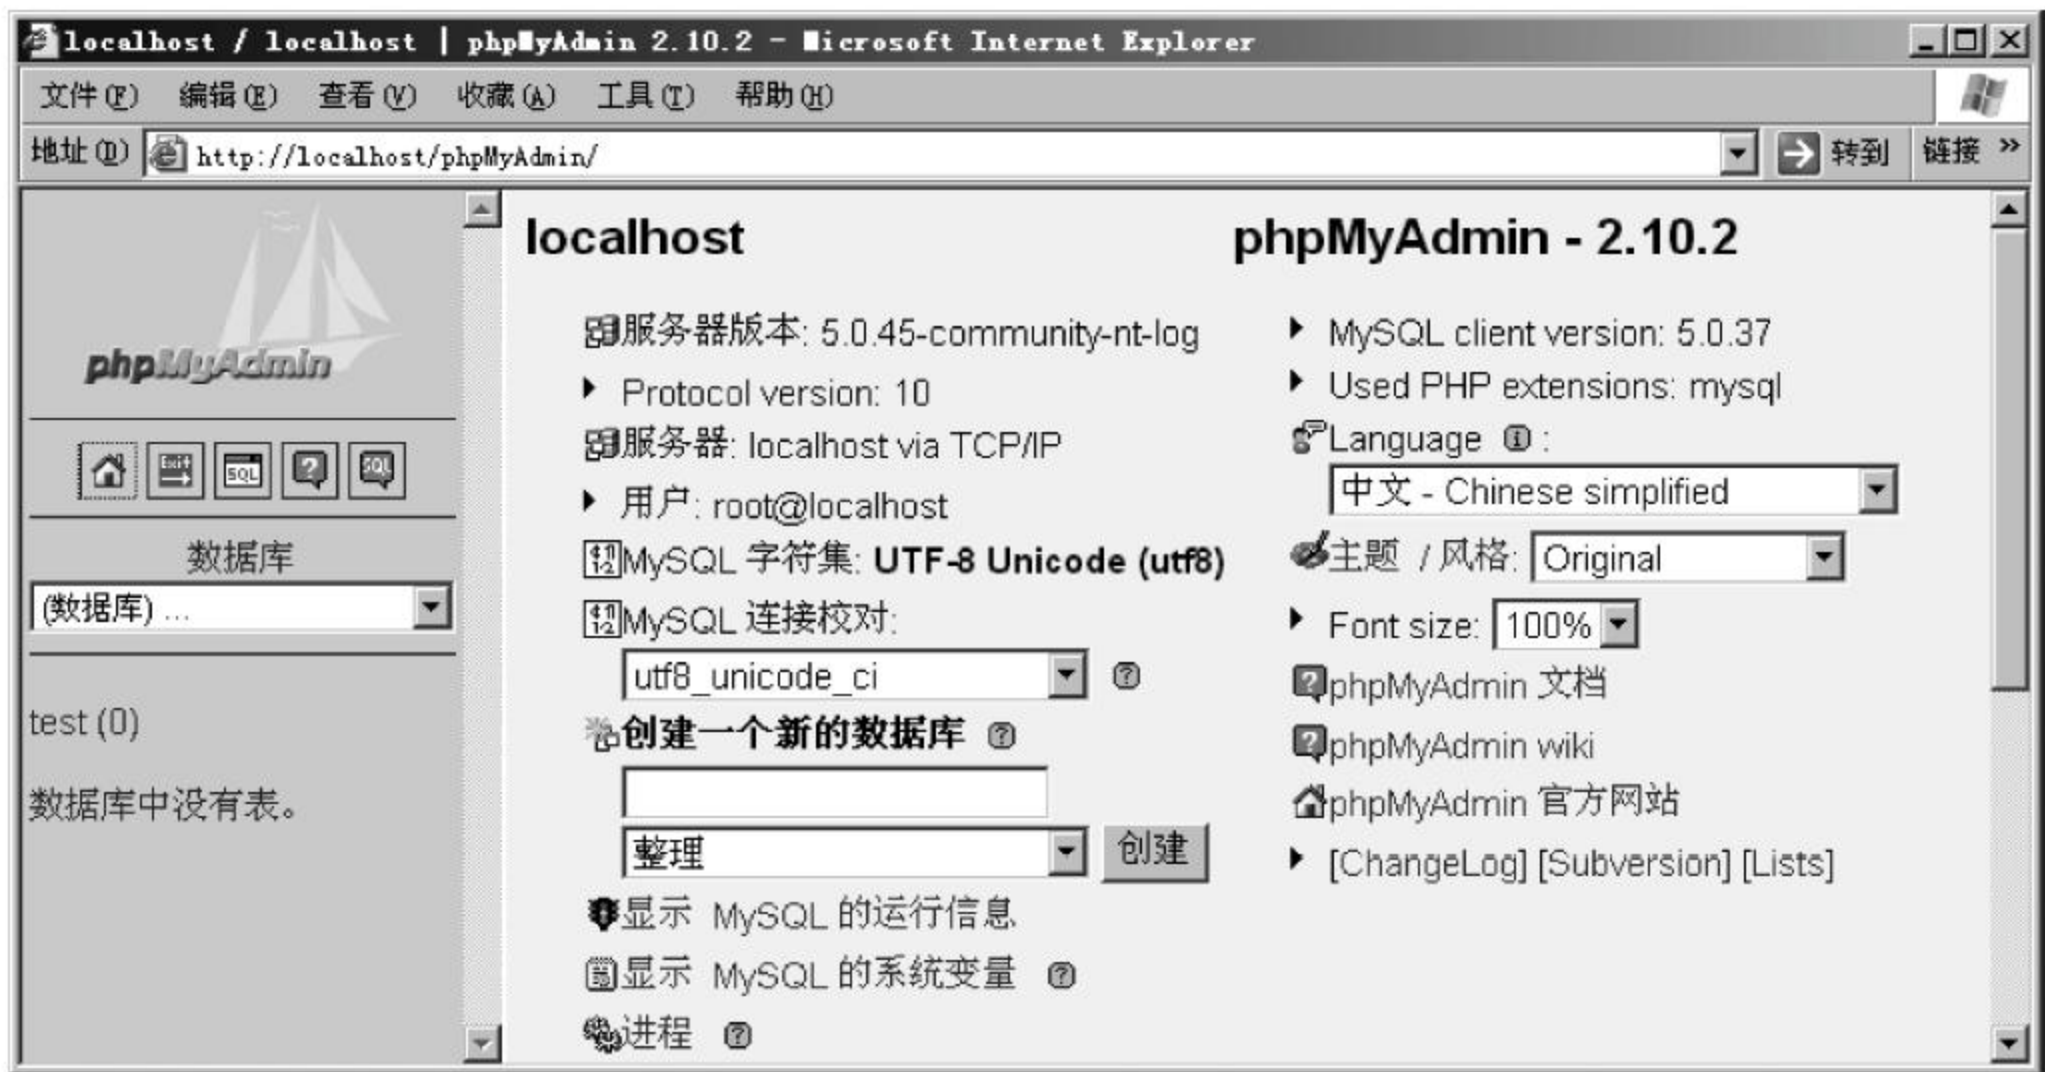 localhost / localhost | phpMyAdmin 2.10.2 - Microsoft Internet Explorer
文件(F) 编辑(E) 查看(V) 收藏(A) 工具(T) 帮助(H)
地址(D) http://localhost/phpMyAdmin/ 转到 链接 »
phpMyAdmin
Exit SQL ? SQL
数据库
(数据库) ...
test (0)
数据库中没有表。
localhost
服务器版本: 5.0.45-community-nt-log
Protocol version: 10
服务器: localhost via TCP/IP
用户: root@localhost
MySQL 字符集: UTF-8 Unicode (utf8)
MySQL 连接校对:
utf8_unicode_ci
创建一个新的数据库
整理 创建
显示 MySQL 的运行信息
显示 MySQL 的系统变量
进程
phpMyAdmin - 2.10.2
MySQL client version: 5.0.37
Used PHP extensions: mysql
Language :
中文 - Chinese simplified
主题 / 风格: Original
Font size: 100%
phpMyAdmin 文档
phpMyAdmin wiki
phpMyAdmin 官方网站
[ChangeLog] [Subversion] [Lists]